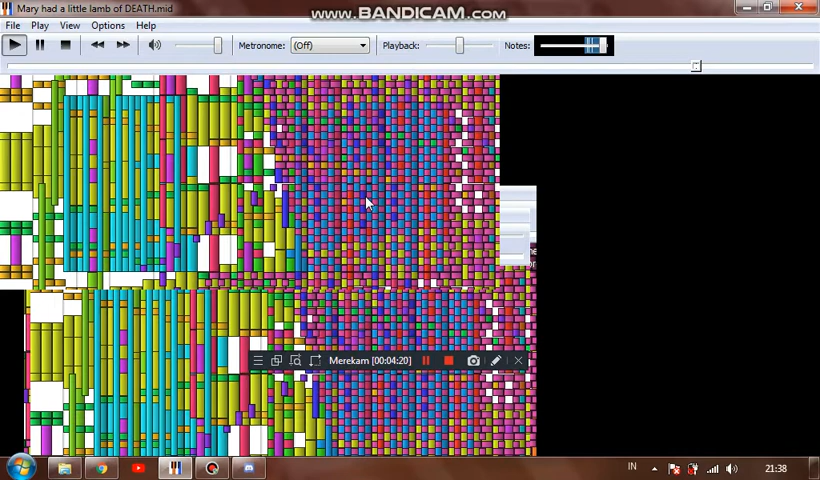 Mary had a little lamb of DEATH.mid
www.BANDICAM.com
File Play View Options Help
Metronome: (Off) Playback: Notes:
Merekam [00:04:20]
IN 21:38